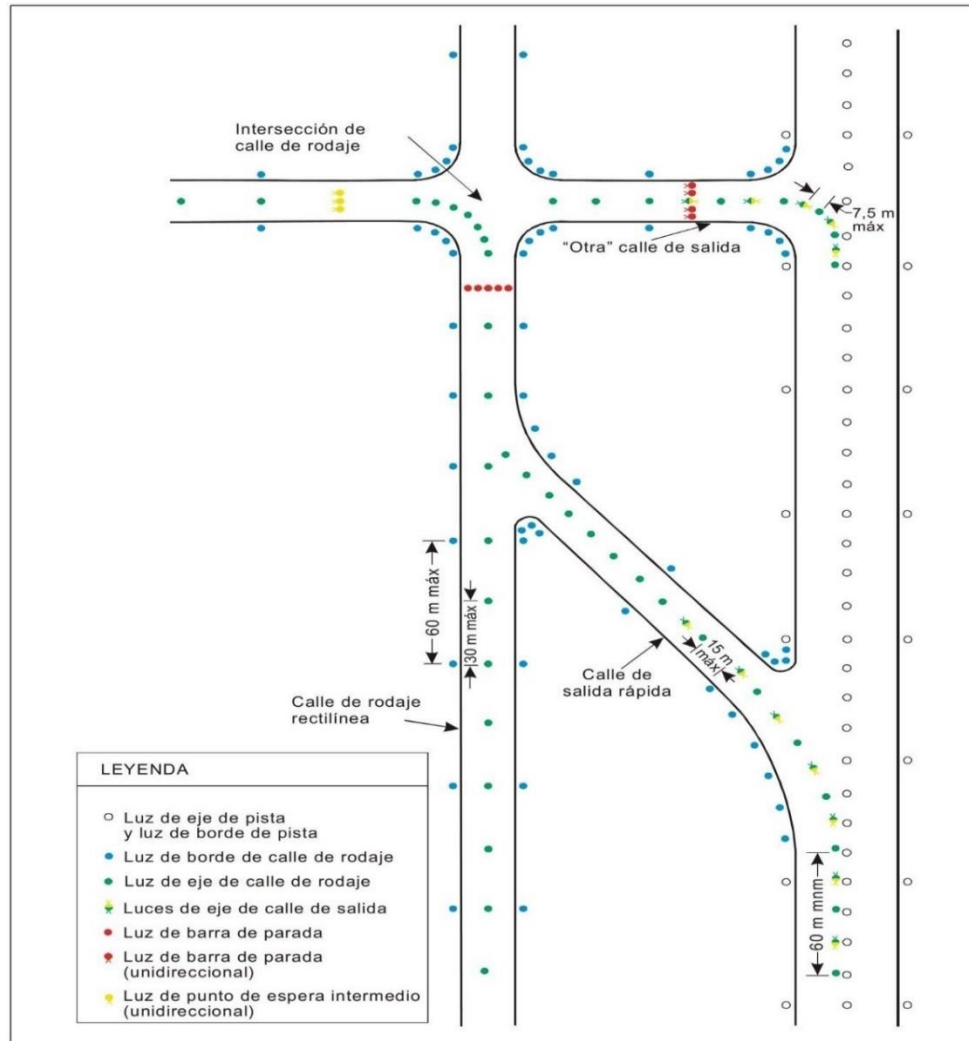 Intersección de
calle de rodaje
7,5 m
máx
"Otra" calle de salida
60 m máx
30 m máx
15 m
máx
Calle de
salida rápida
Calle de rodaje
rectilínea
60 m mnm
LEYENDA
Luz de eje de pista
y luz de borde de pista
Luz de borde de calle de rodaje
Luz de eje de calle de rodaje
Luces de eje de calle de salida
Luz de barra de parada
Luz de barra de parada
(unidireccional)
Luz de punto de espera intermedio
(unidireccional)